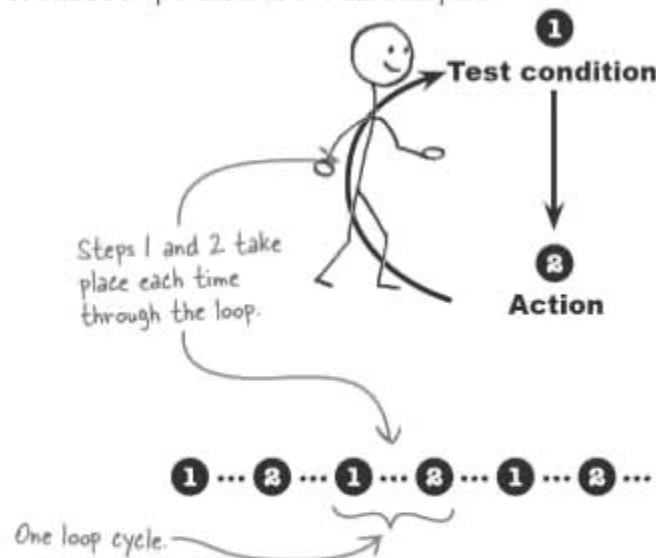 1
Test condition
Steps 1 and 2 take
place each time
through the loop.
2
Action
1 ... 2 ... 1 ... 2 ... 1 ... 2 ...
One loop cycle.